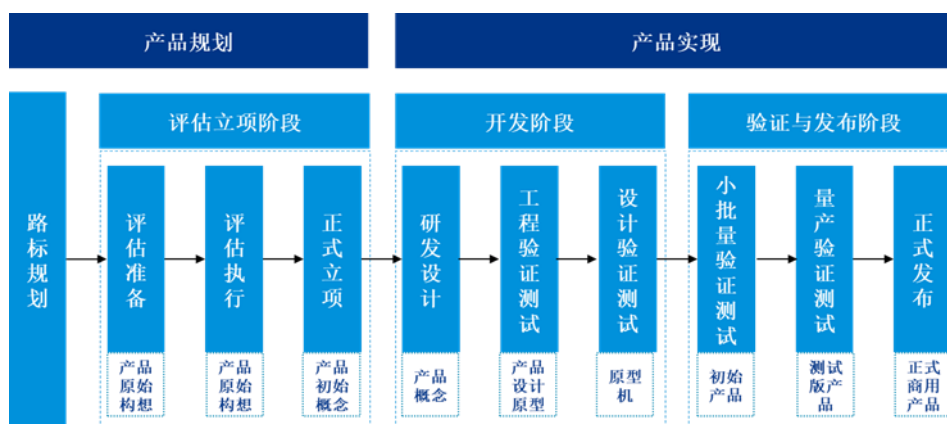 产品规划
产品实现
评估立项阶段
开发阶段
验证与发布阶段
路标规划
评估准备
评估执行
正式立项
研发设计
工程验证测试
设计验证测试
小批量验证测试
量产验证测试
正式发布
产品
原始
构想
产品
原始
构想
产品
初始
概念
产品
概念
产品
设计
原型
原型
机
初始
产品
测试
版产
品
正式
商用
产品